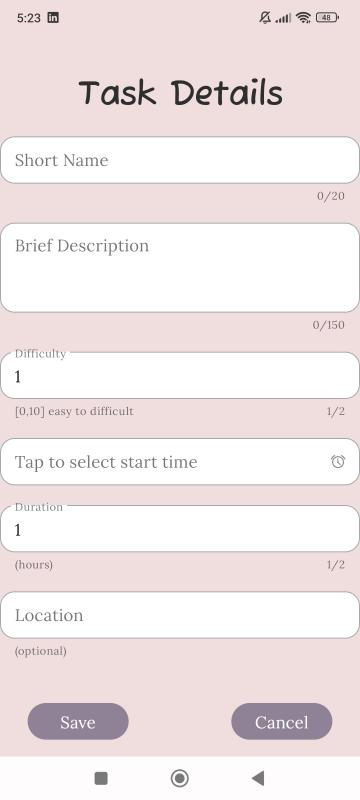 5:23
48
Task Details
Short Name
0/20
Brief Description
0/150
Difficulty
1
[0,10] easy to difficult 1/2
Tap to select start time
Duration
1
(hours) 1/2
Location
(optional)
Save Cancel